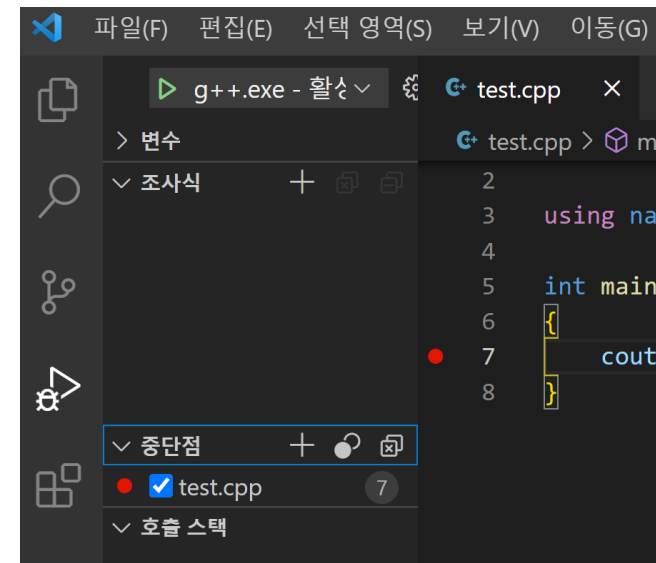 파일(F) 편집(E) 선택 영역(S) 보기(V) 이동(G)
g++.exe - 활성
test.cpp
변수
test.cpp > m
조사식
2
3 using na
4
5 int main
6 {
7 cout
8 }
중단점
test.cpp 7
호출 스택